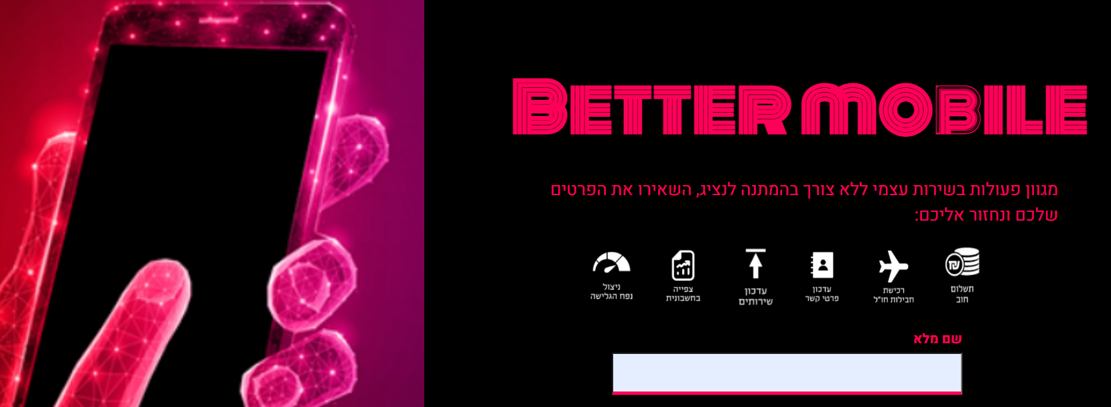 BETTER MOBILE
מגוון פעולות בשירות עצמי ללא צורך בהמתנה לנציג, השאירו את הפרטים
שלכם ונחזור אליכם:
תשלום
חוב
רכישת
חבילות חו"ל
עדכון
פרטי קשר
עדכון
שירותים
צפייה
בחשבונית
ניצול
נפח הגלישה
שם מלא